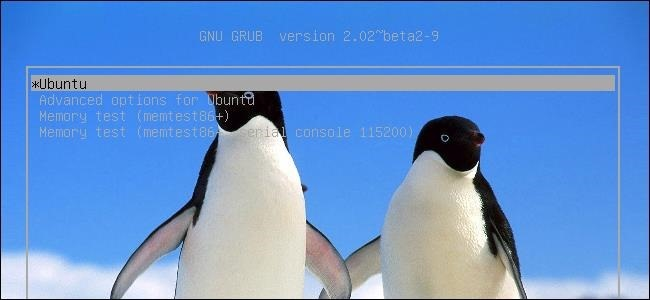 GNU GRUB version 2.02~beta2-9
*Ubuntu
Advanced options for Ubuntu
Memory test (memtest86+)
Memory test (memtest86+, serial console 115200)